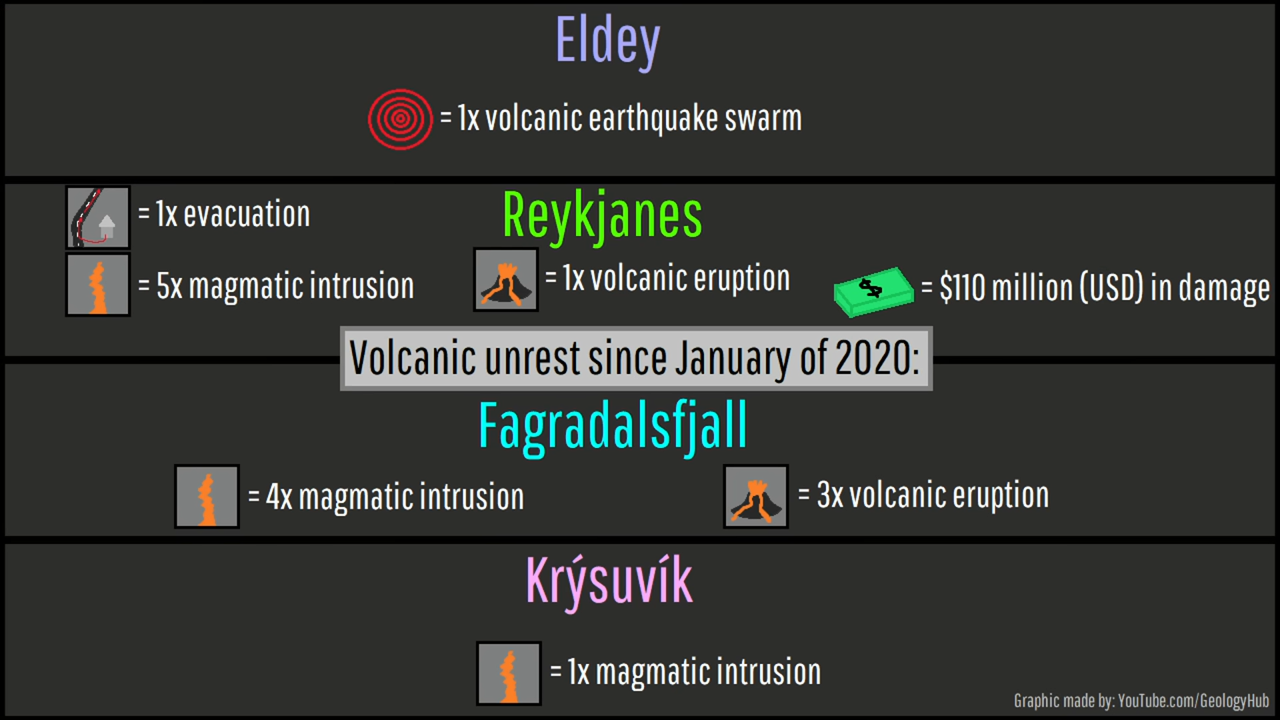 Eldey
= 1x volcanic earthquake swarm
Reykjanes
= 1x evacuation
= 5x magmatic intrusion
= 1x volcanic eruption
= $110 million (USD) in damage
Volcanic unrest since January of 2020:
Fagradalsfjall
= 4x magmatic intrusion
= 3x volcanic eruption
Krýsuvík
= 1x magmatic intrusion
Graphic made by: YouTube.com/GeologyHub